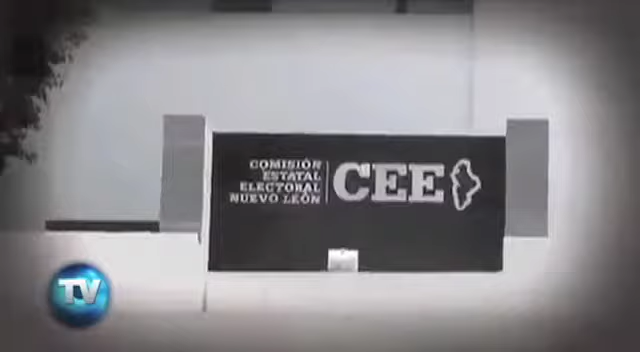 COMISIÓN
ESTATAL
ELECTORAL
NUEVO LEÓN
CEE
TV